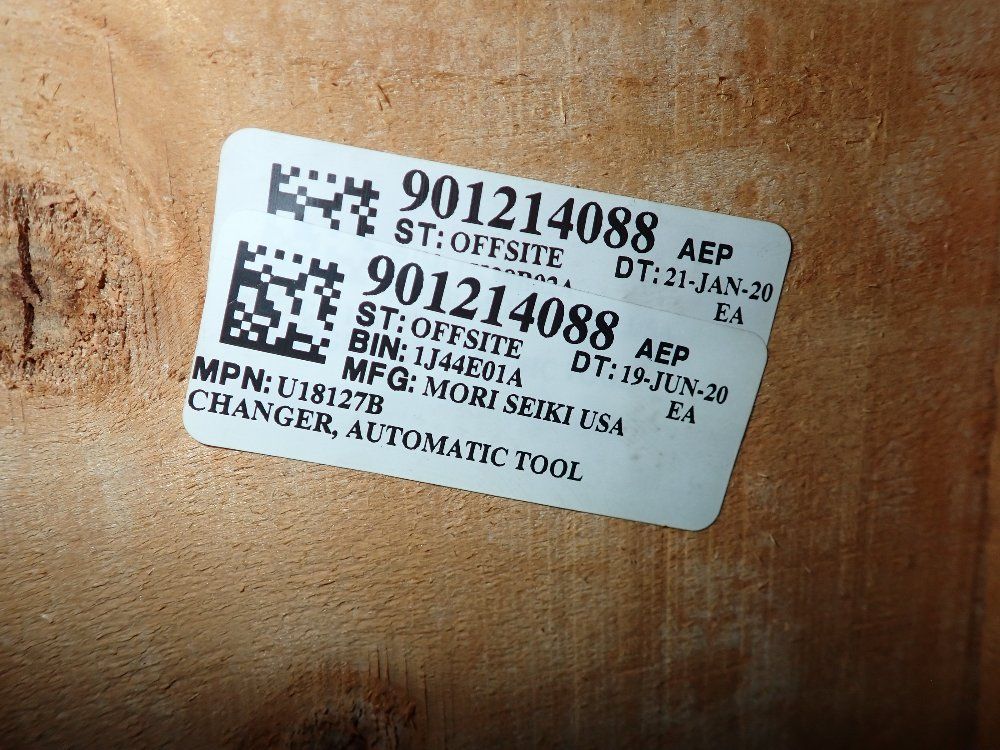 901214088 AEP
ST: OFFSITE DT: 21-JAN-20
EA
901214088 AEP
ST: OFFSITE DT: 19-JUN-20
BIN: 1J44E01A EA
MPN: U18127B MFG: MORI SEIKI USA
CHANGER, AUTOMATIC TOOL